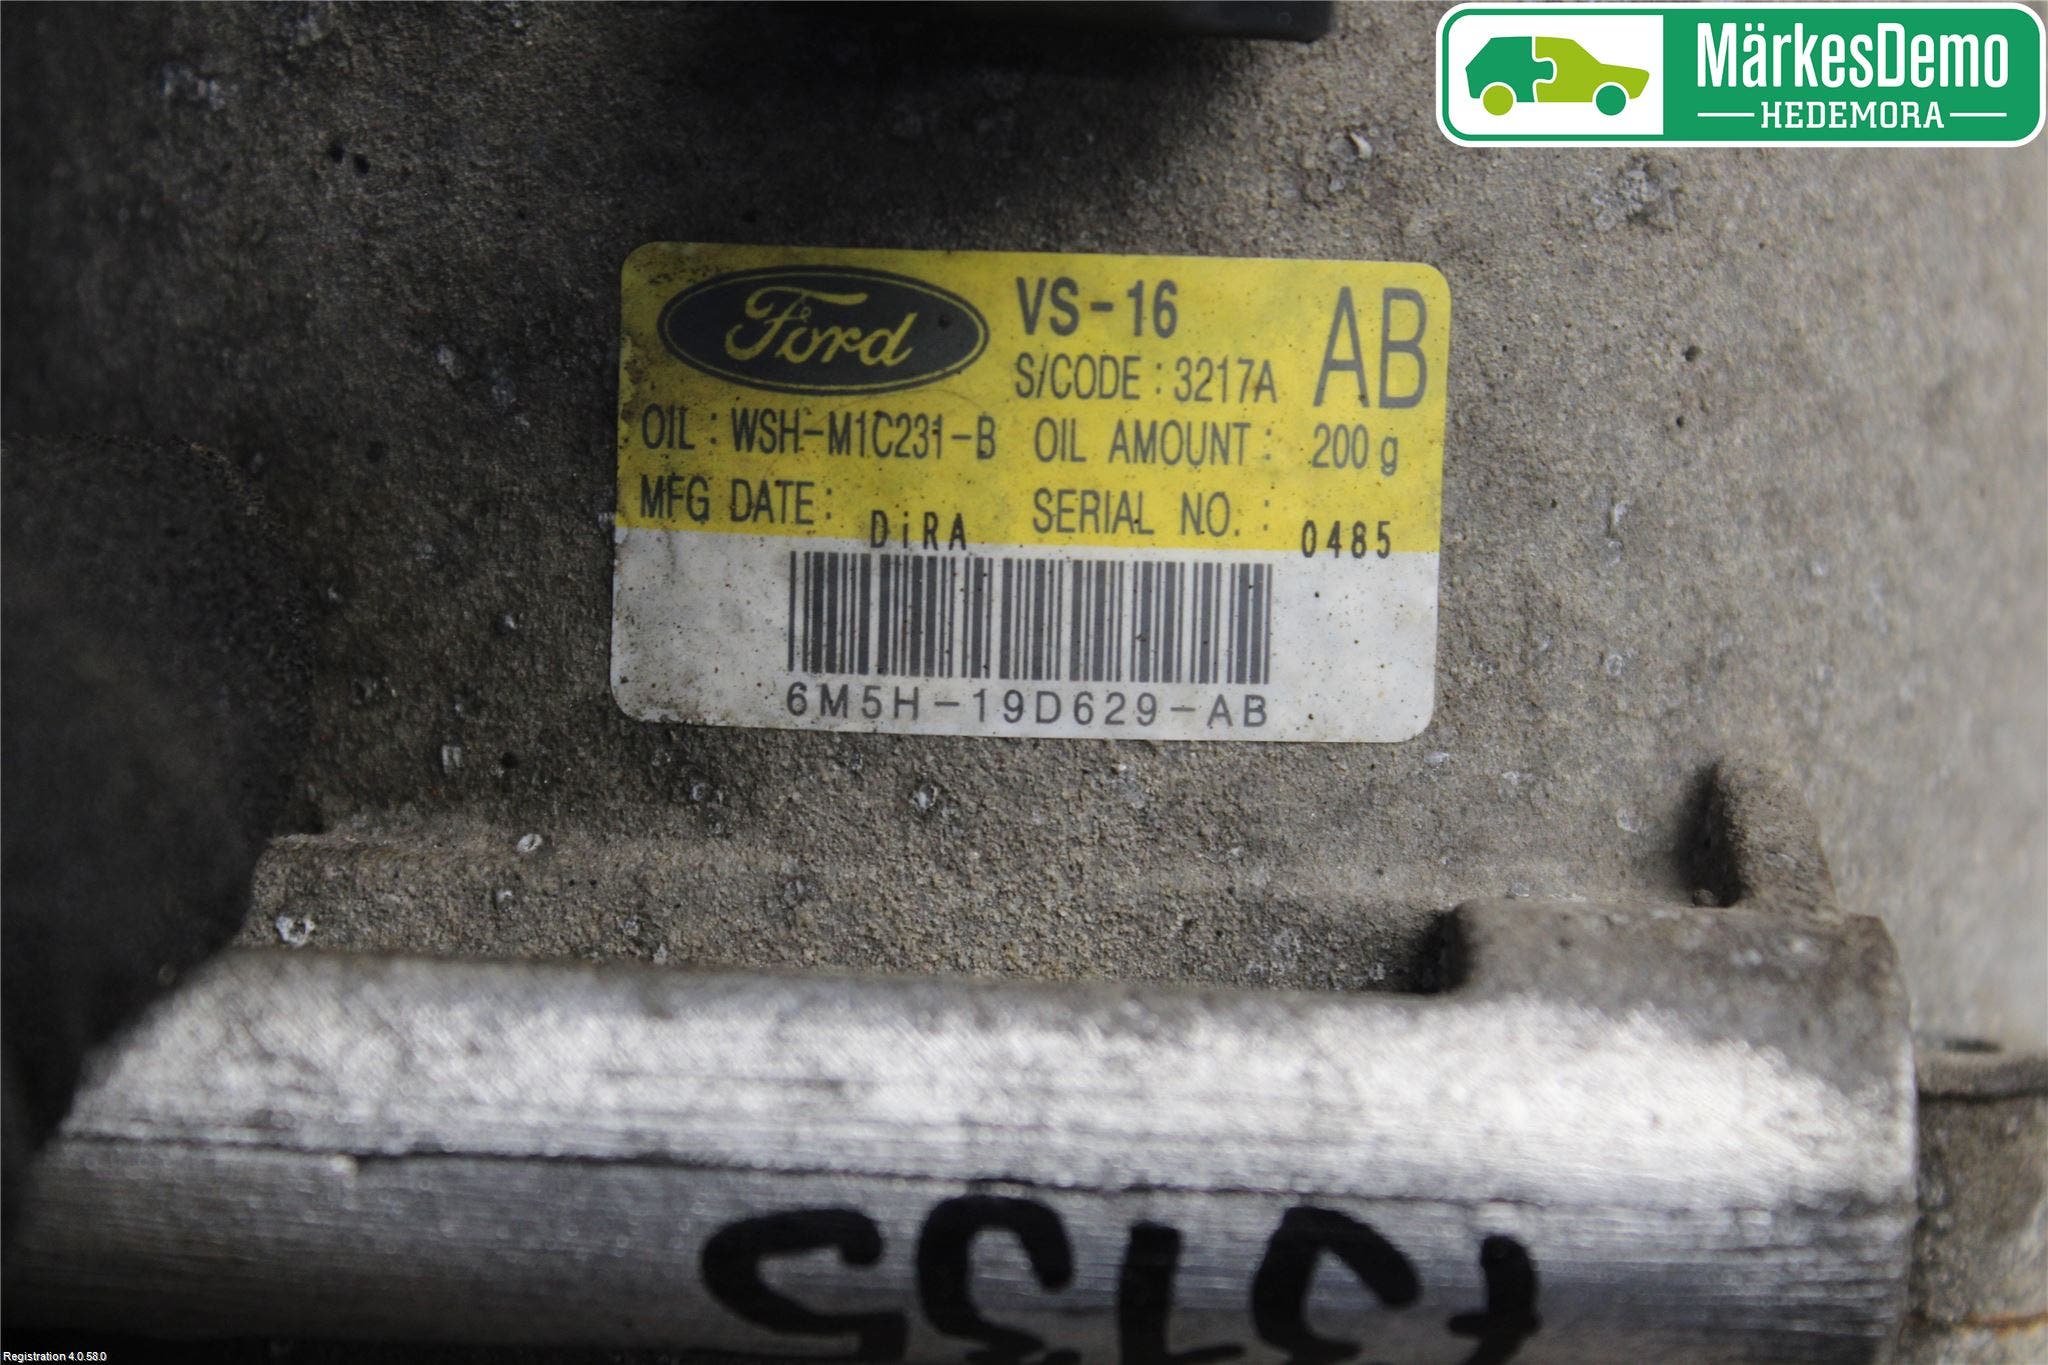 MärkesDemo
HEDEMORA
Ford
VS-16
AB
S/CODE : 3217A
OIL : WSH-M1C231-B OIL AMOUNT : 200 g
MFG DATE : DiRA SERIAL NO. : 0485
6M5H-19D629-AB
Registration 4.0.58.0